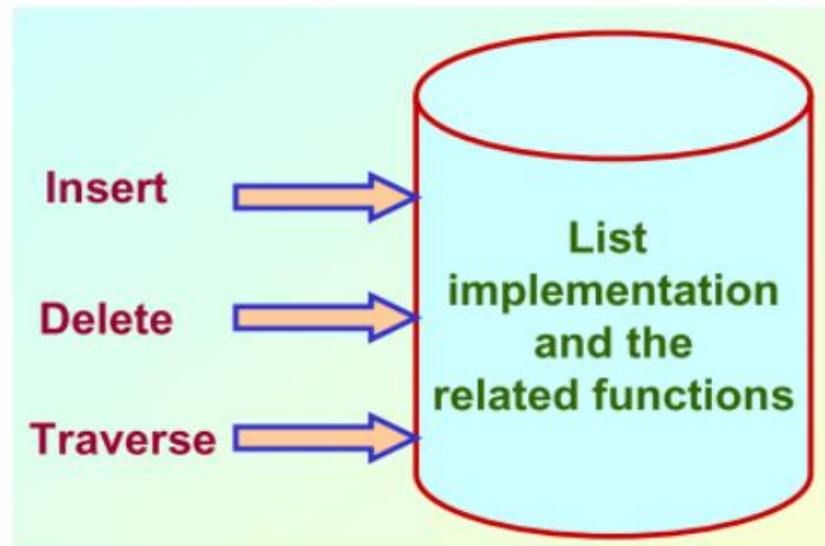 Insert
Delete
Traverse
List
implementation
and the
related functions